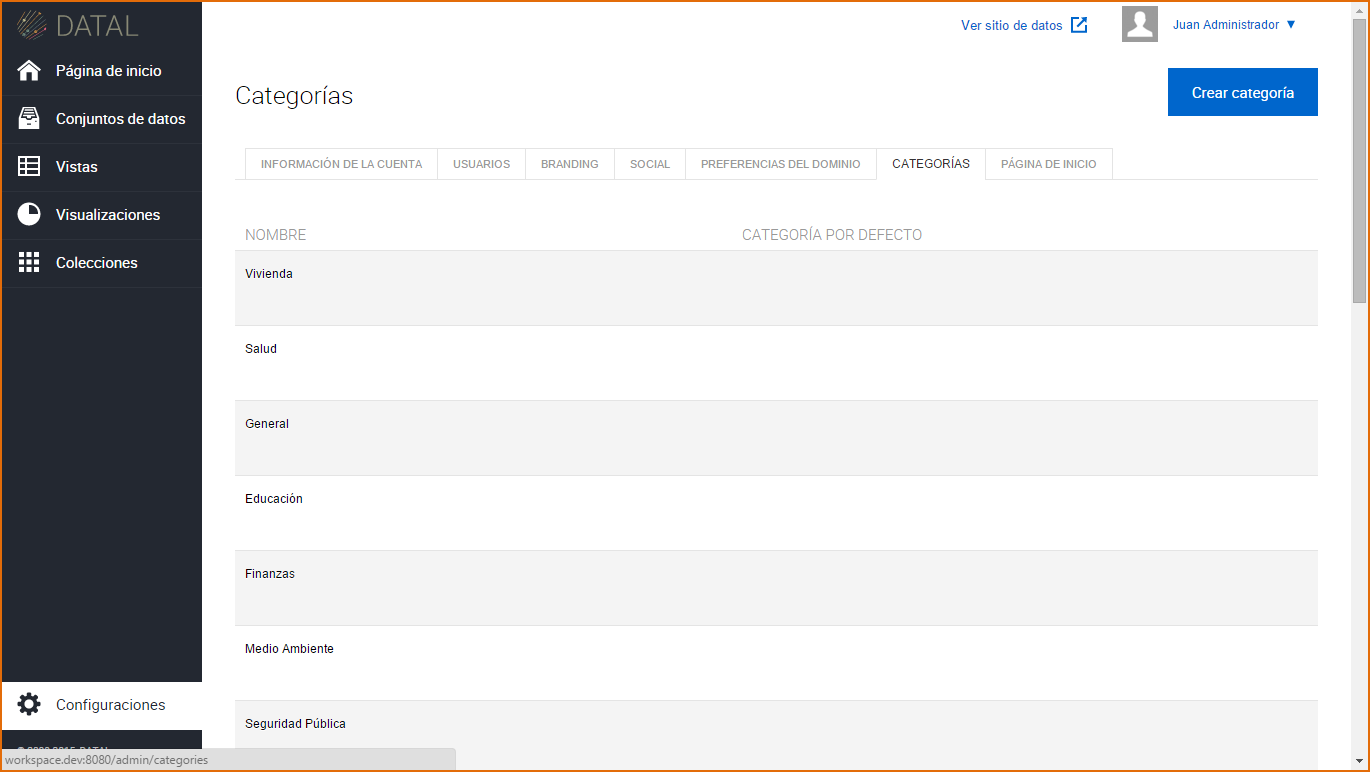 DATAL
Ver sitio de datos
Juan Administrador ▼
Página de inicio
Conjuntos de datos
Vistas
Visualizaciones
Colecciones
Configuraciones
Categorías
Crear categoría
INFORMACIÓN DE LA CUENTA
USUARIOS
BRANDING
SOCIAL
PREFERENCIAS DEL DOMINIO
CATEGORÍAS
PÁGINA DE INICIO
NOMBRE
CATEGORÍA POR DEFECTO
Vivienda
Salud
General
Educación
Finanzas
Medio Ambiente
Seguridad Pública
workspace.dev:8080/admin/categories